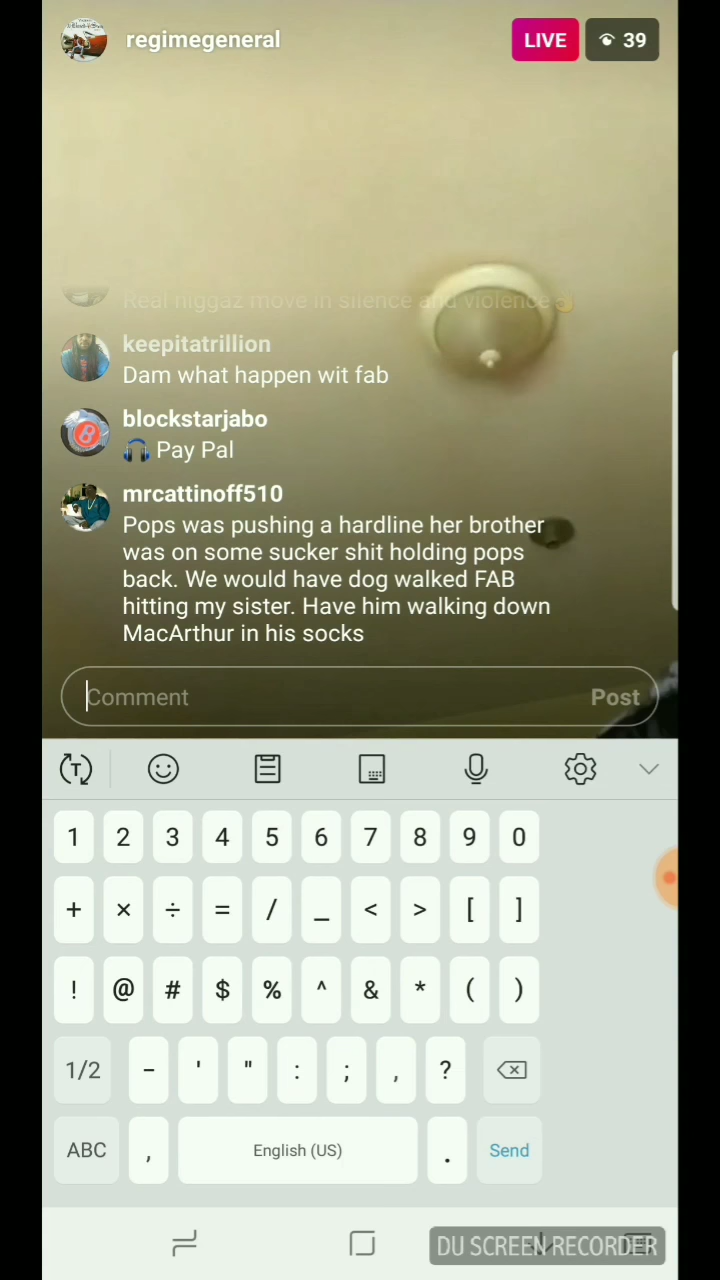 regimegeneral
LIVE
39
Real niggaz move in silence and violence
keepitatrillion
Dam what happen wit fab
blockstarjabo
🎧 Pay Pal
mrcattinoff510
Pops was pushing a hardline her brother
was on some sucker shit holding pops
back. We would have dog walked FAB
hitting my sister. Have him walking down
MacArthur in his socks
Comment
Post
1 2 3 4 5 6 7 8 9 0
+ × ÷ = / _ < > [ ]
! @ # $ % ^ & * ( )
1/2 - ' " : ; , ?
ABC , English (US) . Send
DU SCREEN RECORDER